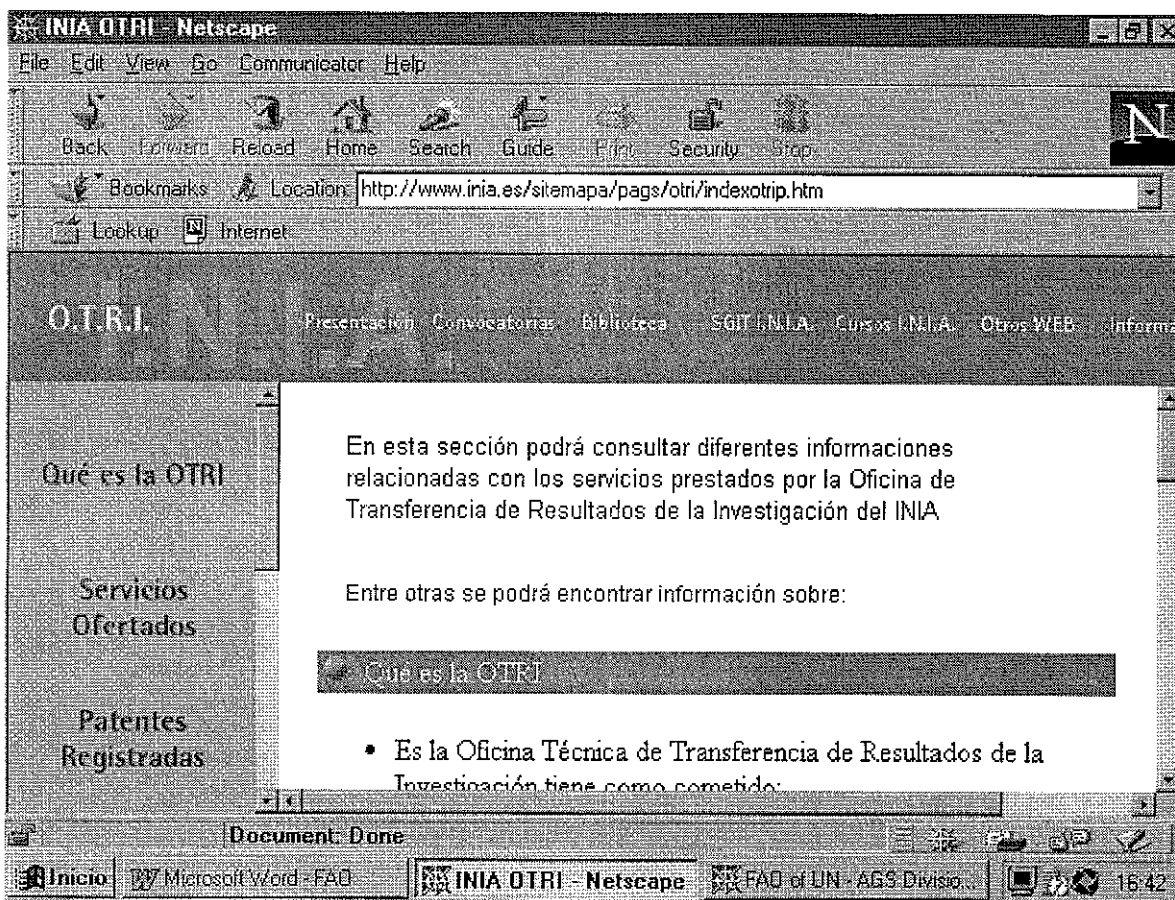 INIA OTRI - Netscape
File Edit View Go Communicator Help
Back Forward Reload Home Search Guide Print Security Stop
N
Bookmarks Location: http://www.inia.es/sitemapa/pags/otri/indexotrip.htm
Lookup Internet
O.T.R.I. I.N.I.A. Presentación Convocatorias Biblioteca SGIT I.N.I.A. Cursos I.N.I.A. Otros WEB Informa
Qué es la OTRI
Servicios
Ofertados
Patentes
Registradas
En esta sección podrá consultar diferentes informaciones
relacionadas con los servicios prestados por la Oficina de
Transferencia de Resultados de la Investigación del INIA
Entre otras se podrá encontrar información sobre:
Qué es la OTRI
• Es la Oficina Técnica de Transferencia de Resultados de la
Investigación tiene como cometido:
Document: Done
Inicio Microsoft Word - FAO INIA OTRI - Netscape FAO of UN - AGS Divisio... 16:42